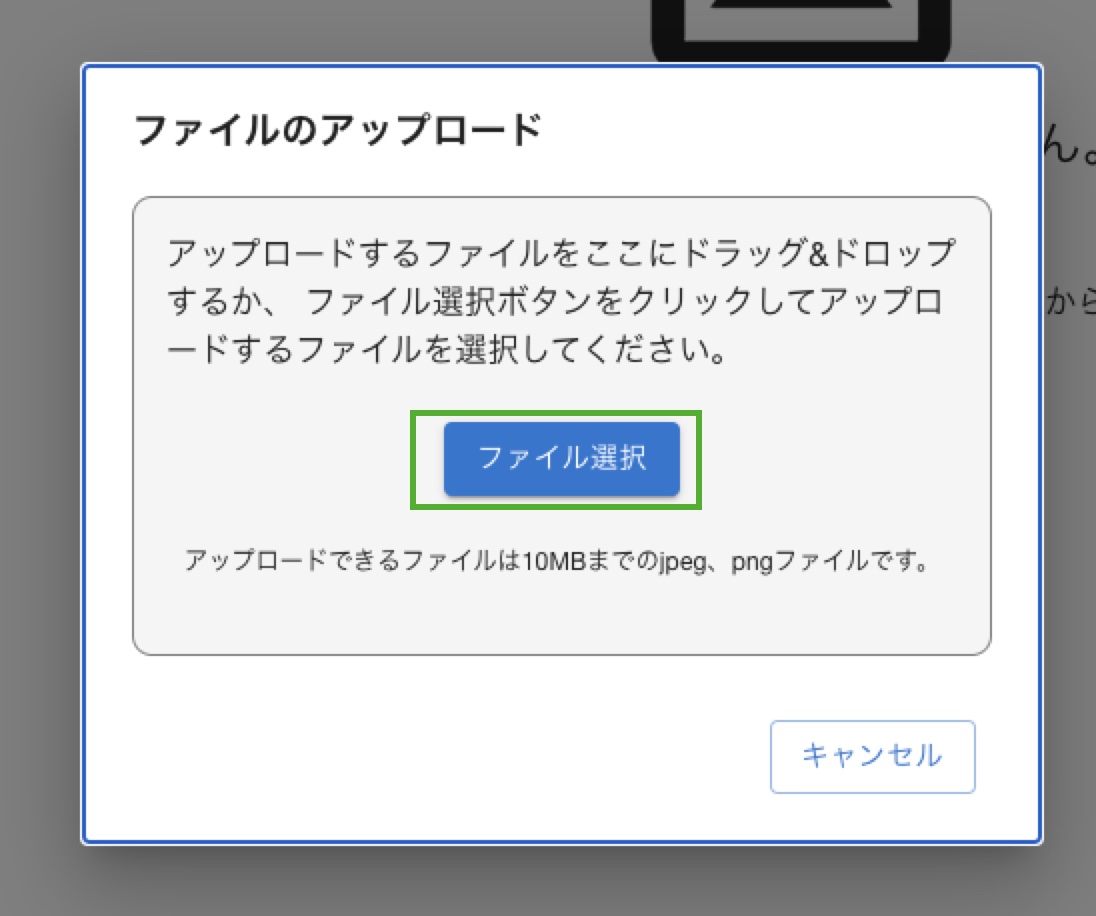 ファイルのアップロード
アップロードするファイルをここにドラッグ&ドロップ
するか、 ファイル選択ボタンをクリックしてアップロ
ードするファイルを選択してください。
ファイル選択
アップロードできるファイルは10MBまでのjpeg、pngファイルです。
キャンセル
ん。
から